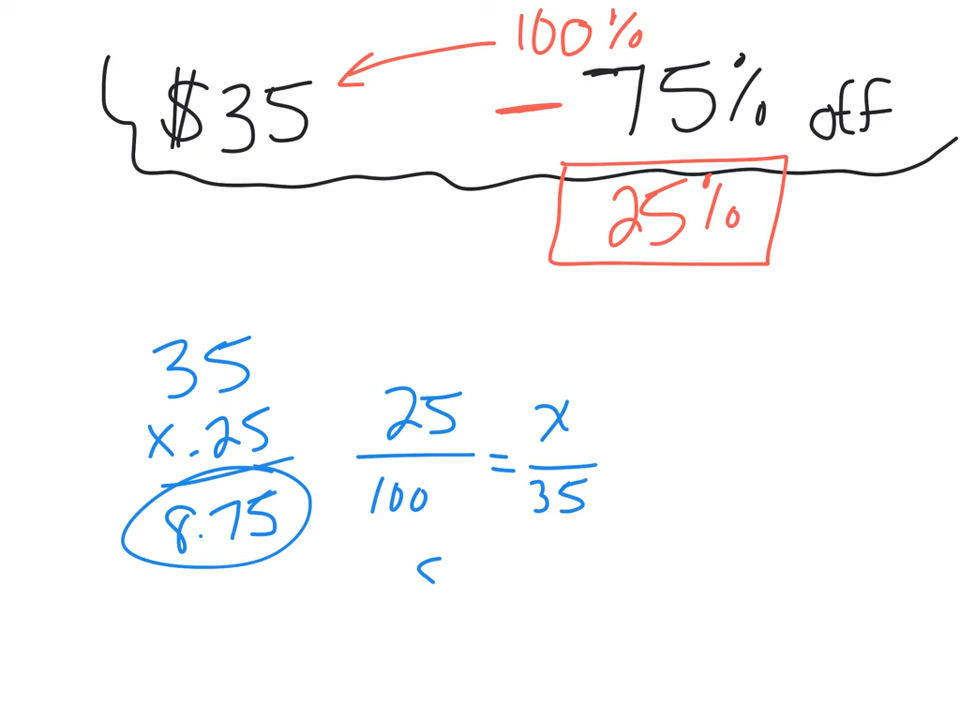 100%
$35 - 75% off
25%
35
x .25
8.75
25/100 = x/35